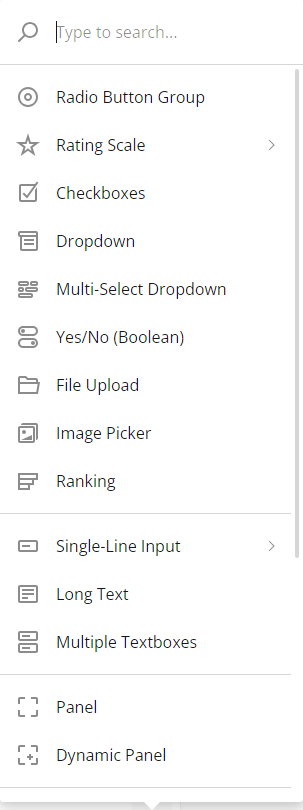 Type to search...
Radio Button Group
Rating Scale
Checkboxes
Dropdown
Multi-Select Dropdown
Yes/No (Boolean)
File Upload
Image Picker
Ranking
Single-Line Input
Long Text
Multiple Textboxes
Panel
Dynamic Panel